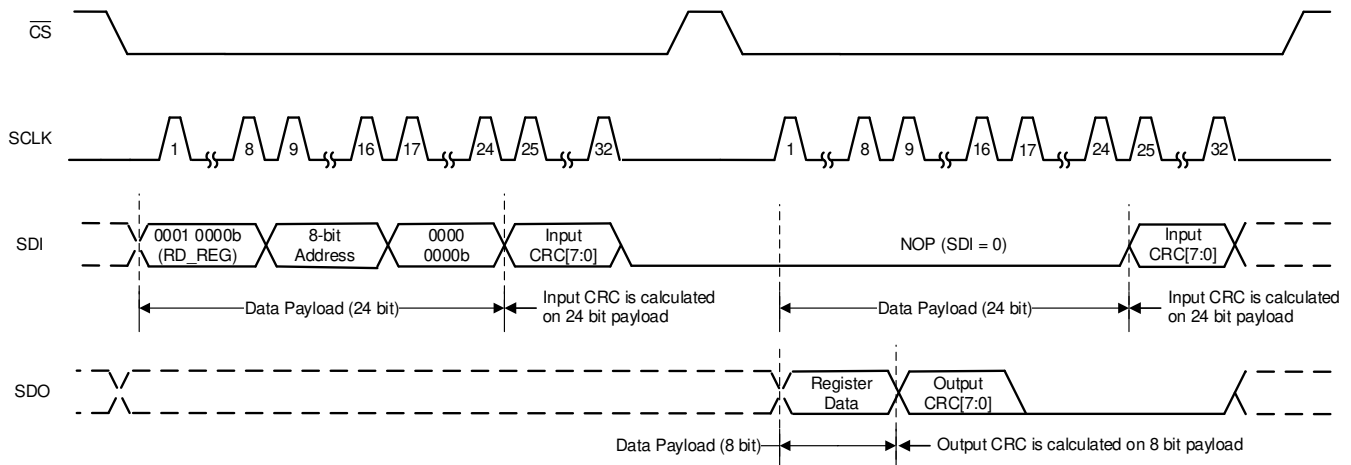 CS
SCLK
1 8 9 16 17 24 25 32 1 8 9 16 17 24 25 32
SDI
0001 0000b
(RD_REG)
8-bit
Address
0000
0000b
Input
CRC[7:0]
NOP (SDI = 0)
Input
CRC[7:0]
Data Payload (24 bit)
Input CRC is calculated
on 24 bit payload
Data Payload (24 bit)
Input CRC is calculated
on 24 bit payload
SDO
Register
Data
Output
CRC[7:0]
Data Payload (8 bit)
Output CRC is calculated on 8 bit payload